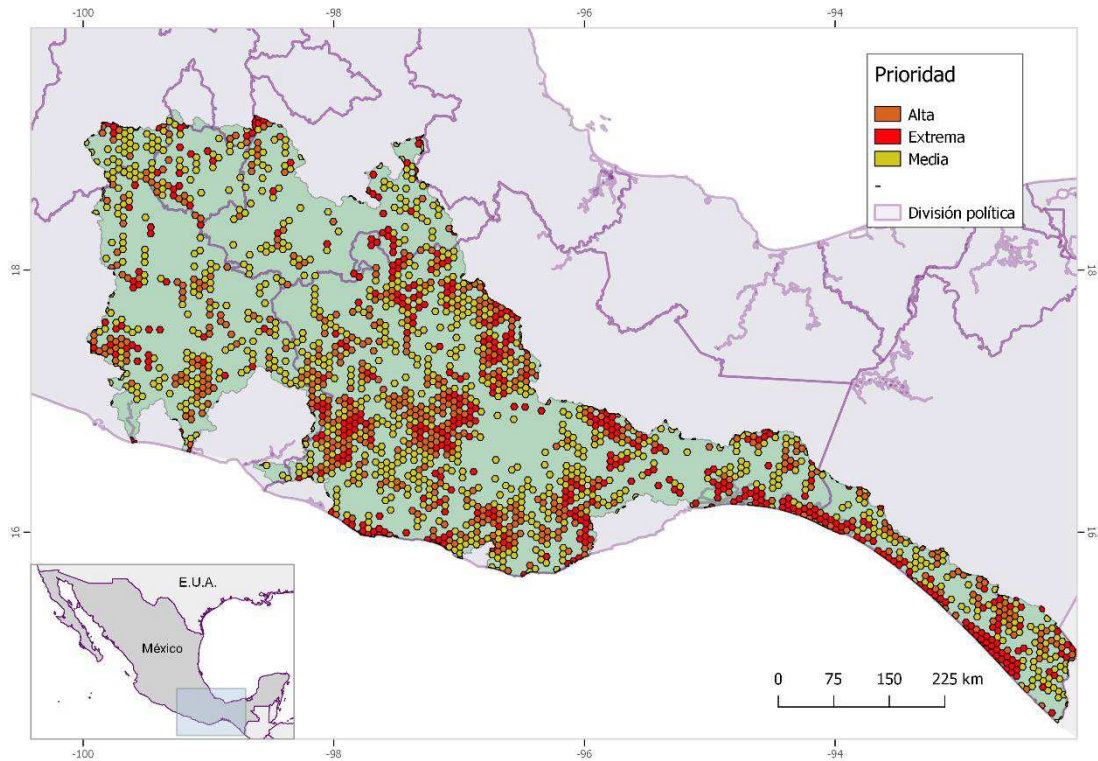 -100
-98
-96
-94
Prioridad
Alta
Extrema
Media
-
División política
18
18
16
16
E.U.A.
México
0 75 150 225 km
-100
-98
-96
-94